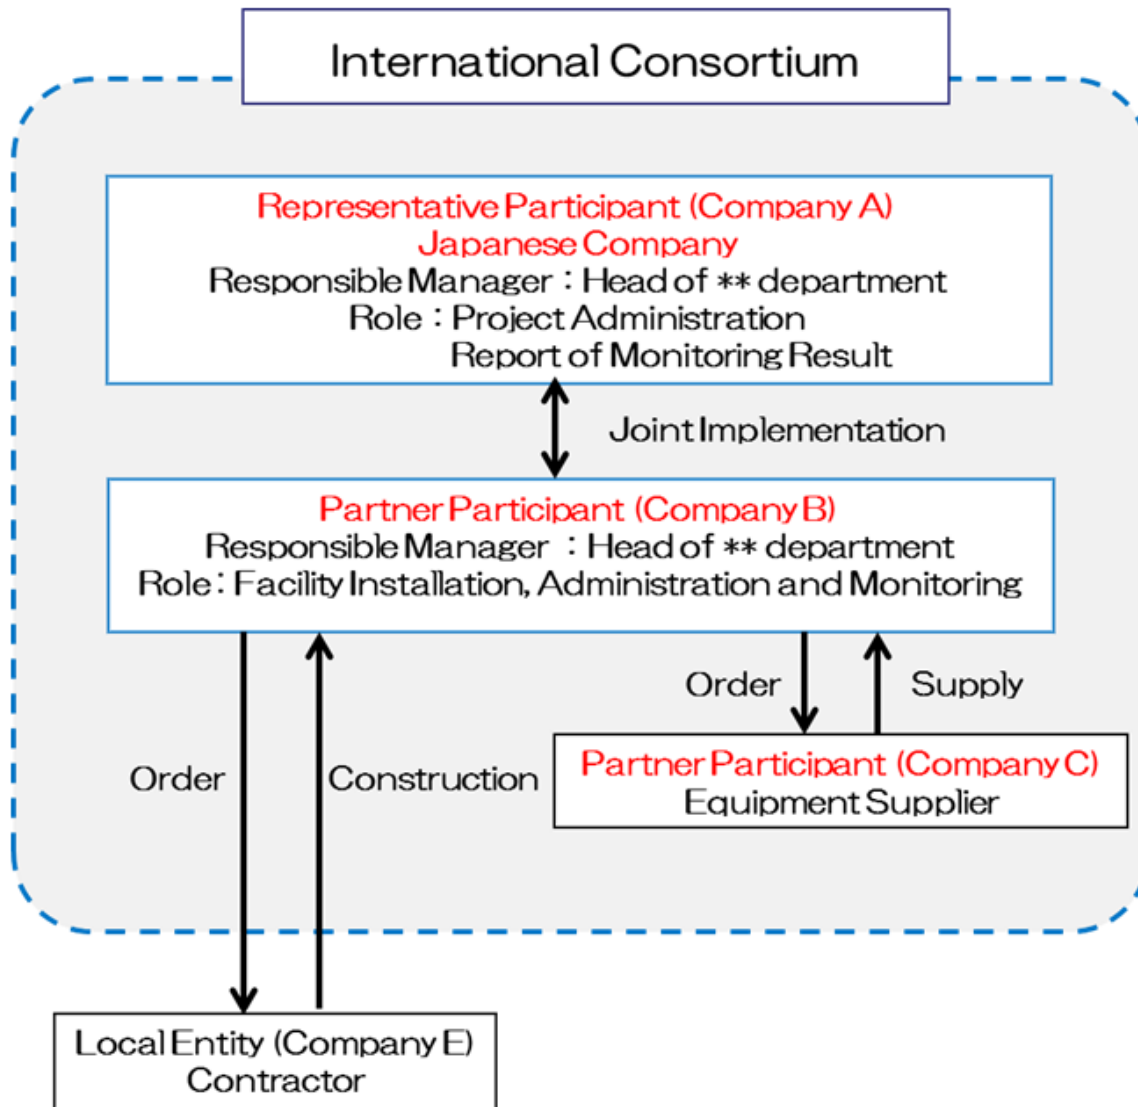 International Consortium
Representative Participant (Company A)
Japanese Company
Responsible Manager : Head of ** department
Role : Project Administration
Report of Monitoring Result
Joint Implementation
Partner Participant (Company B)
Responsible Manager : Head of ** department
Role : Facility Installation, Administration and Monitoring
Order
Supply
Order
Construction
Partner Participant (Company C)
Equipment Supplier
Local Entity (Company E)
Contractor